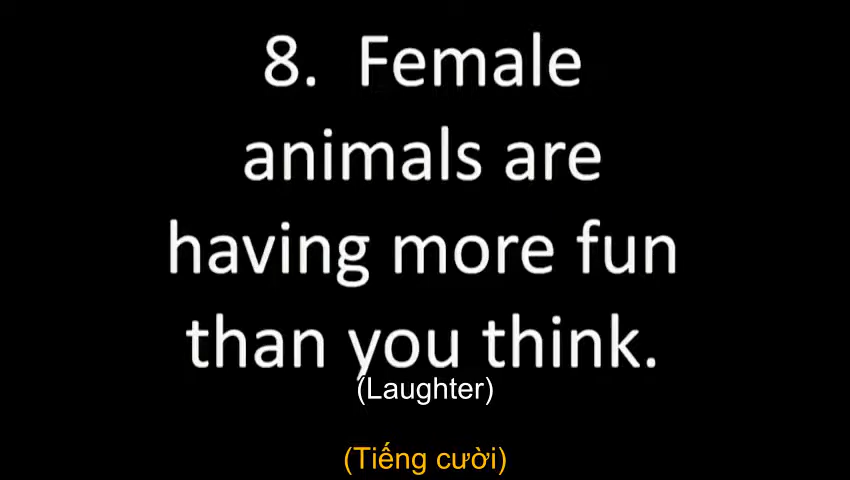 8. Female
animals are
having more fun
than you think.
(Laughter)
(Tiếng cười)